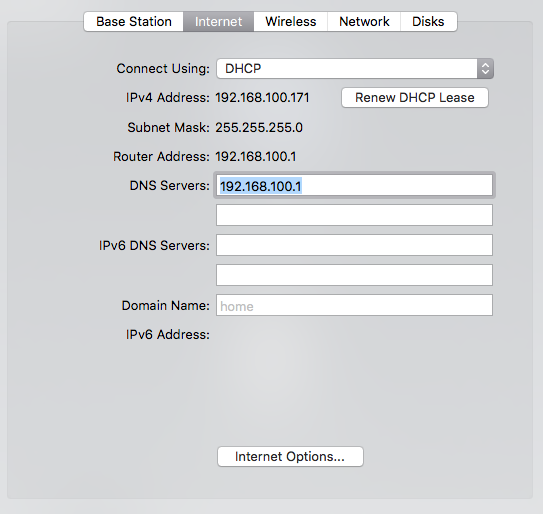 Base Station Internet Wireless Network Disks
Connect Using: DHCP
IPv4 Address: 192.168.100.171 Renew DHCP Lease
Subnet Mask: 255.255.255.0
Router Address: 192.168.100.1
DNS Servers: 192.168.100.1
IPv6 DNS Servers:
Domain Name: home
IPv6 Address:
Internet Options...